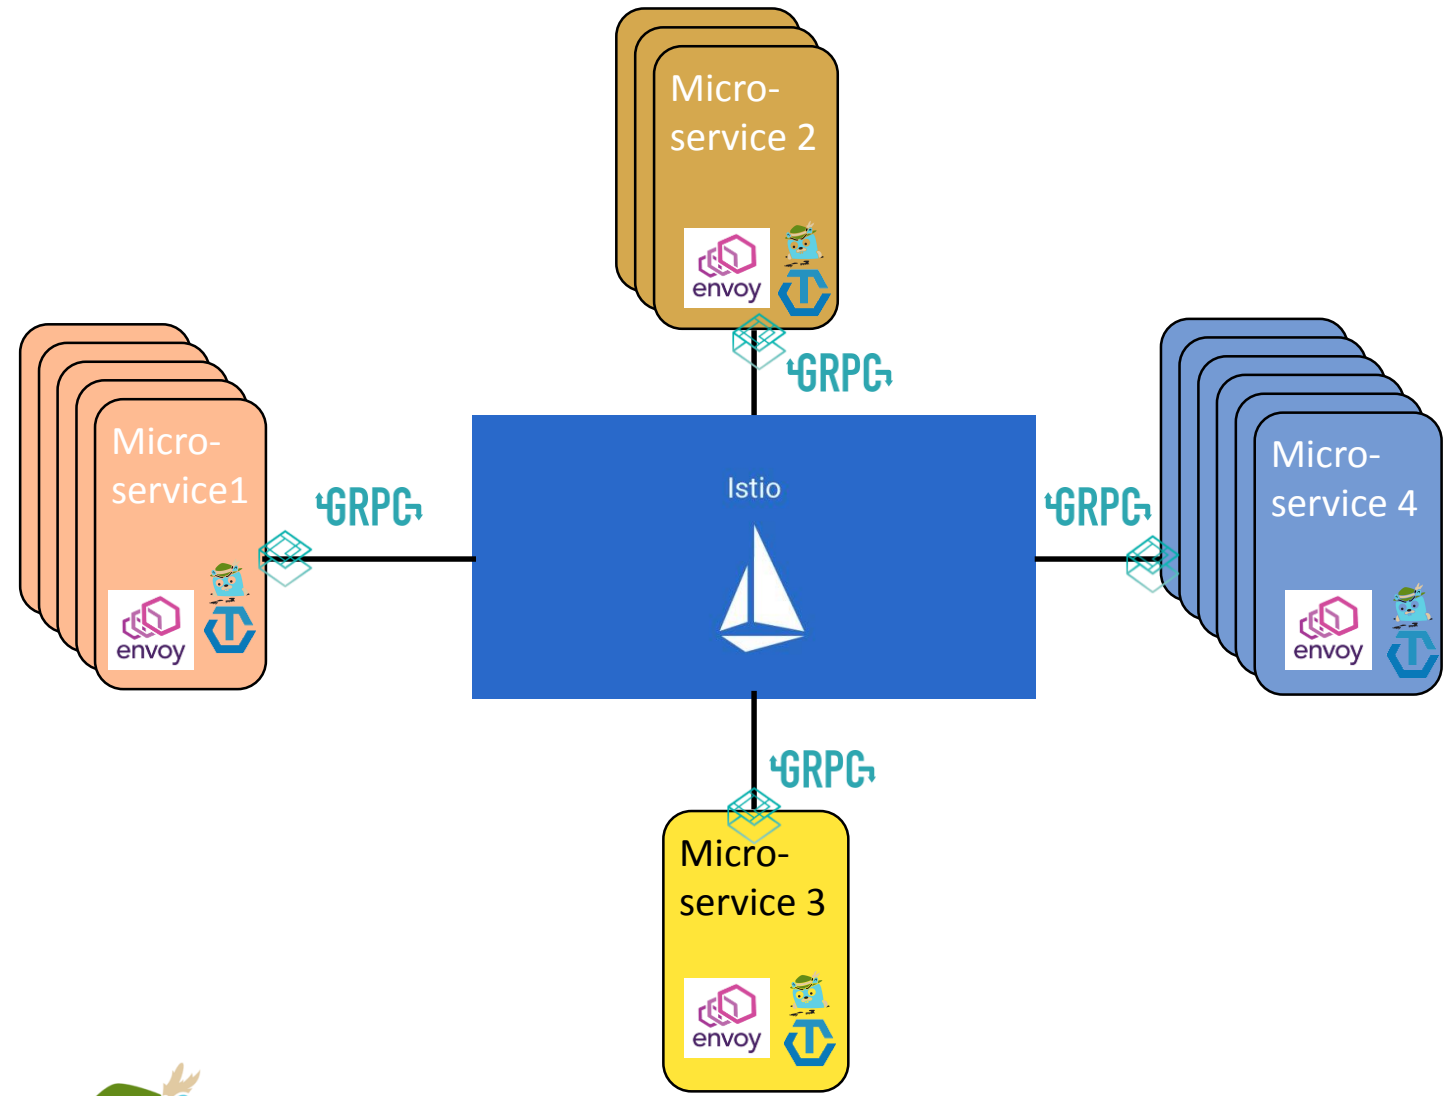 Micro-
service 2
envoy
GRPC
Micro-
service1
envoy
GRPC
Istio
GRPC
Micro-
service 4
envoy
GRPC
Micro-
service 3
envoy